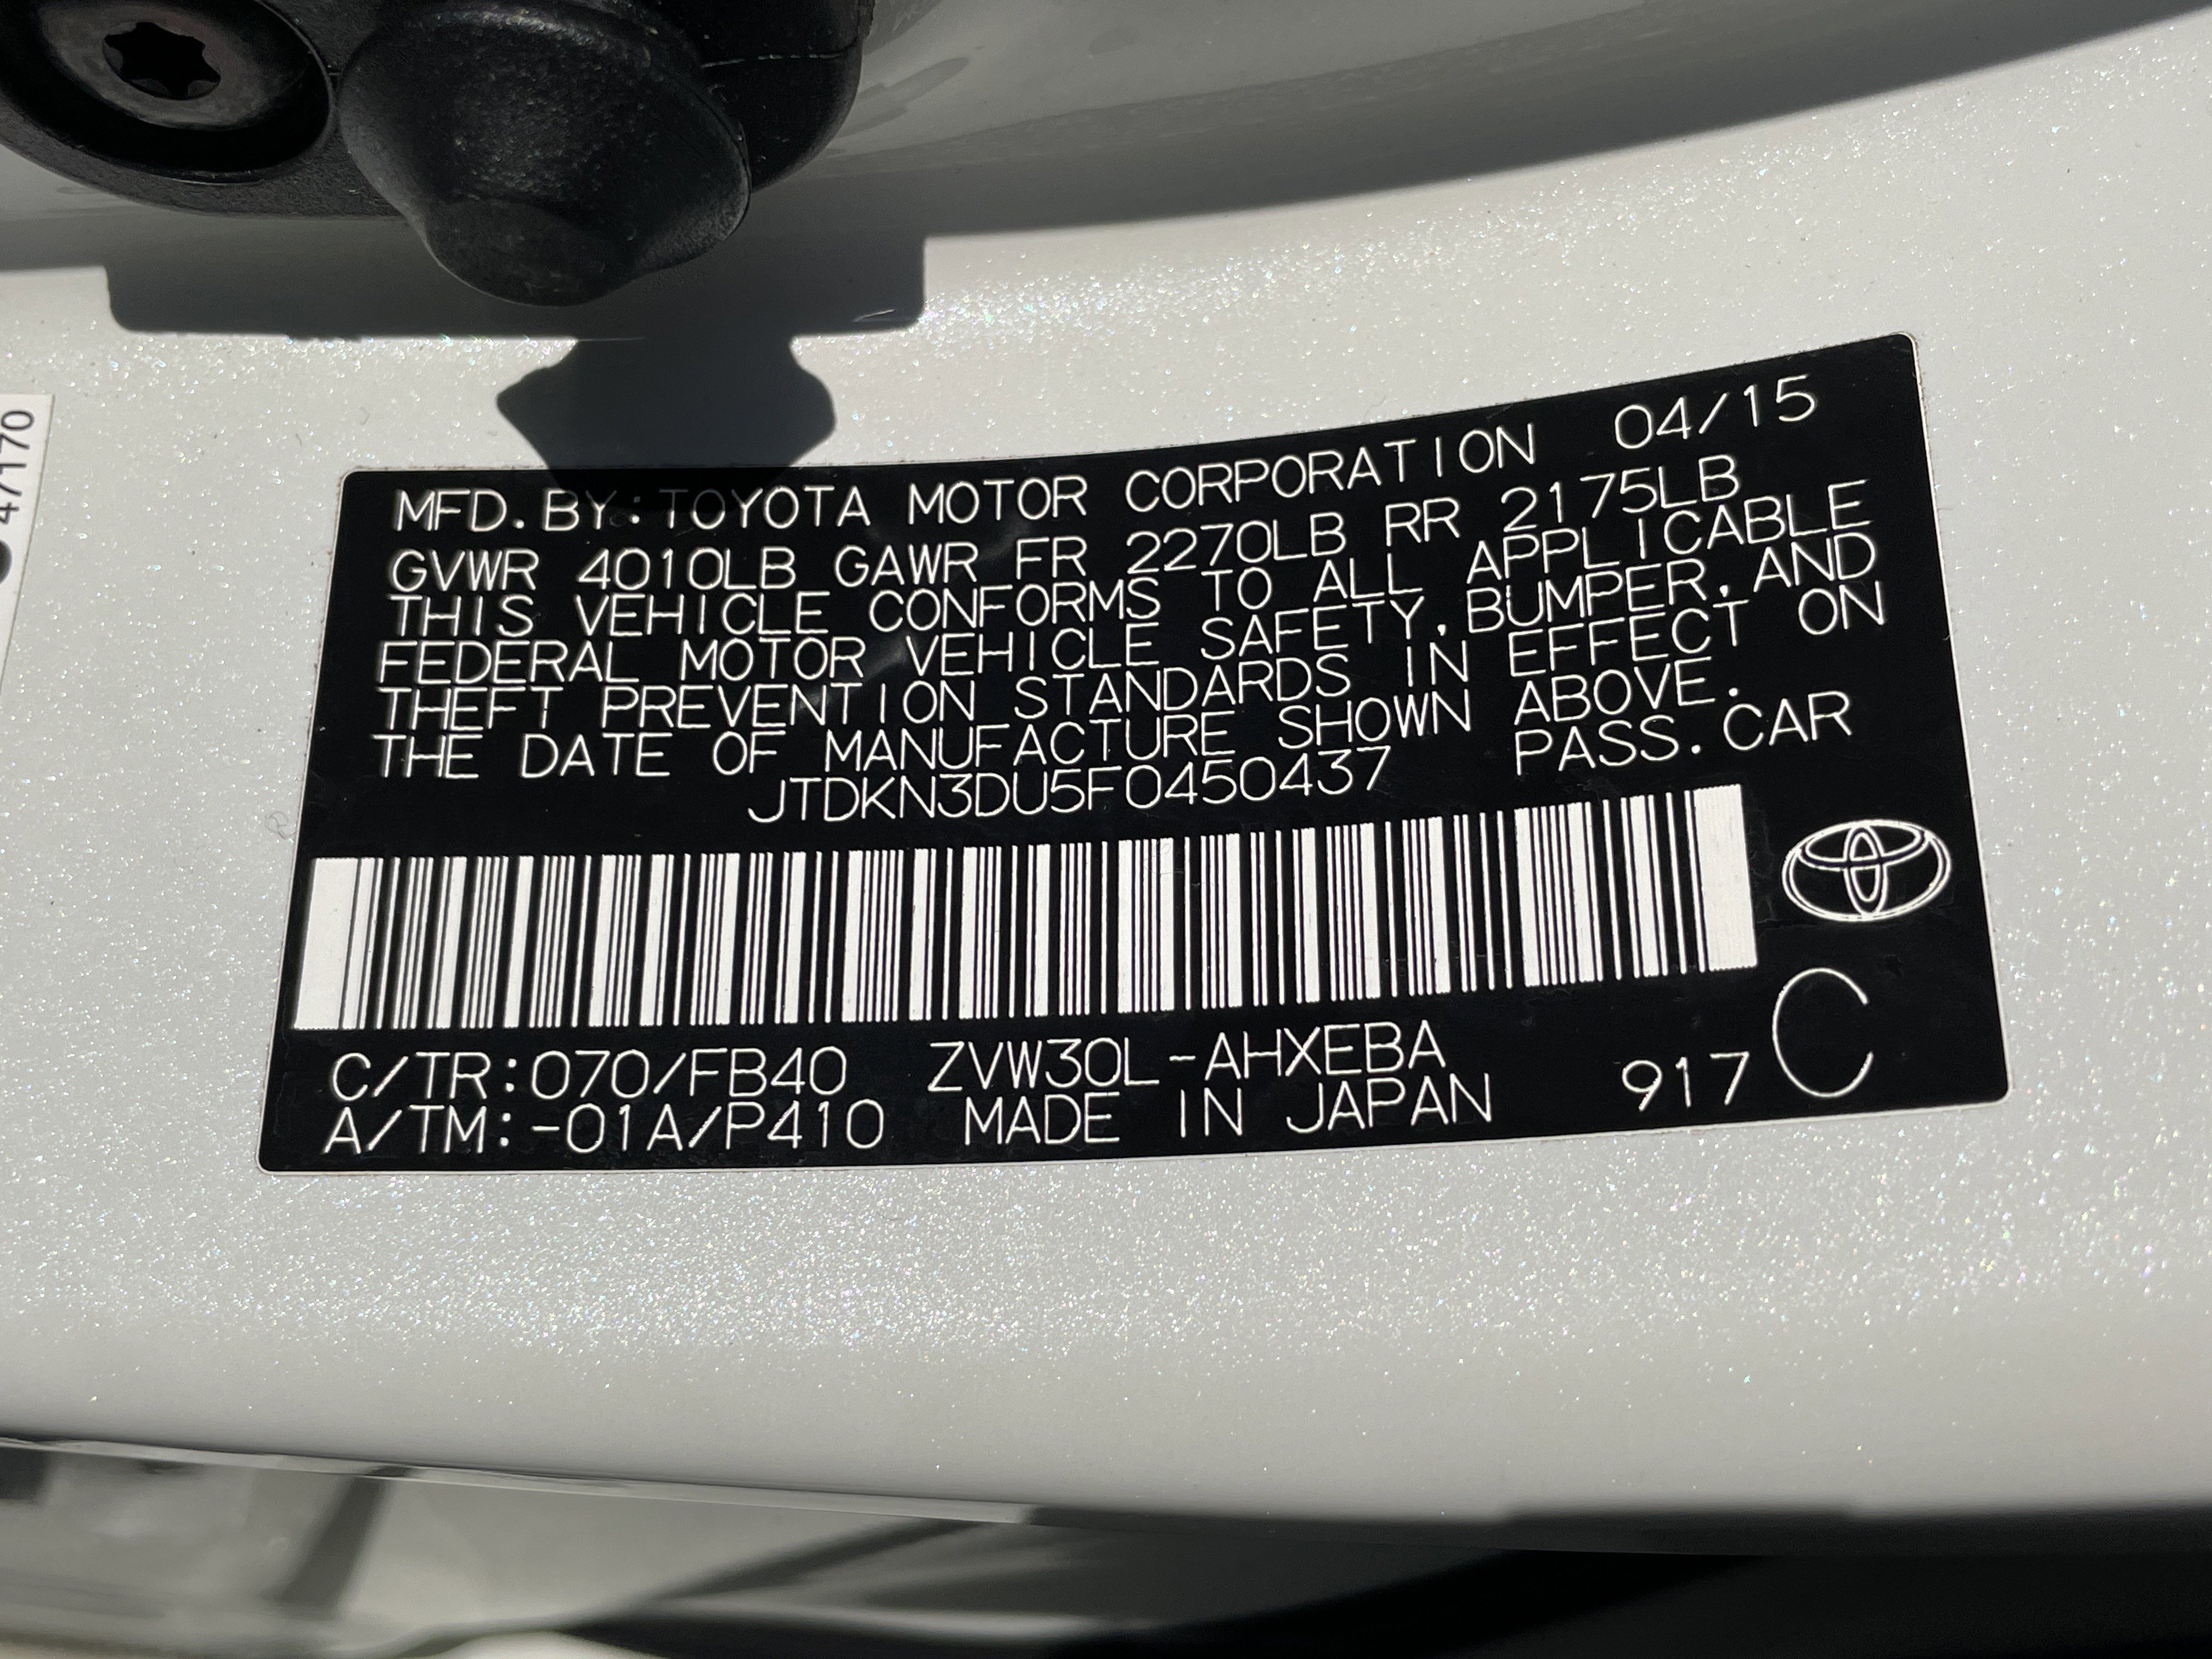 47170
MFD.BY:TOYOTA MOTOR CORPORATION 04/15
GVWR 4010LB GAWR FR 2270LB RR 2175LB
THIS VEHICLE CONFORMS TO ALL APPLICABLE
FEDERAL MOTOR VEHICLE SAFETY,BUMPER,AND
THEFT PREVENTION STANDARDS IN EFFECT ON
THE DATE OF MANUFACTURE SHOWN ABOVE.
JTDKN3DU5F0450437 PASS.CAR
C/TR:070/FB40 ZVW30L-AHXEBA
A/TM:-01A/P410 MADE IN JAPAN 917 C